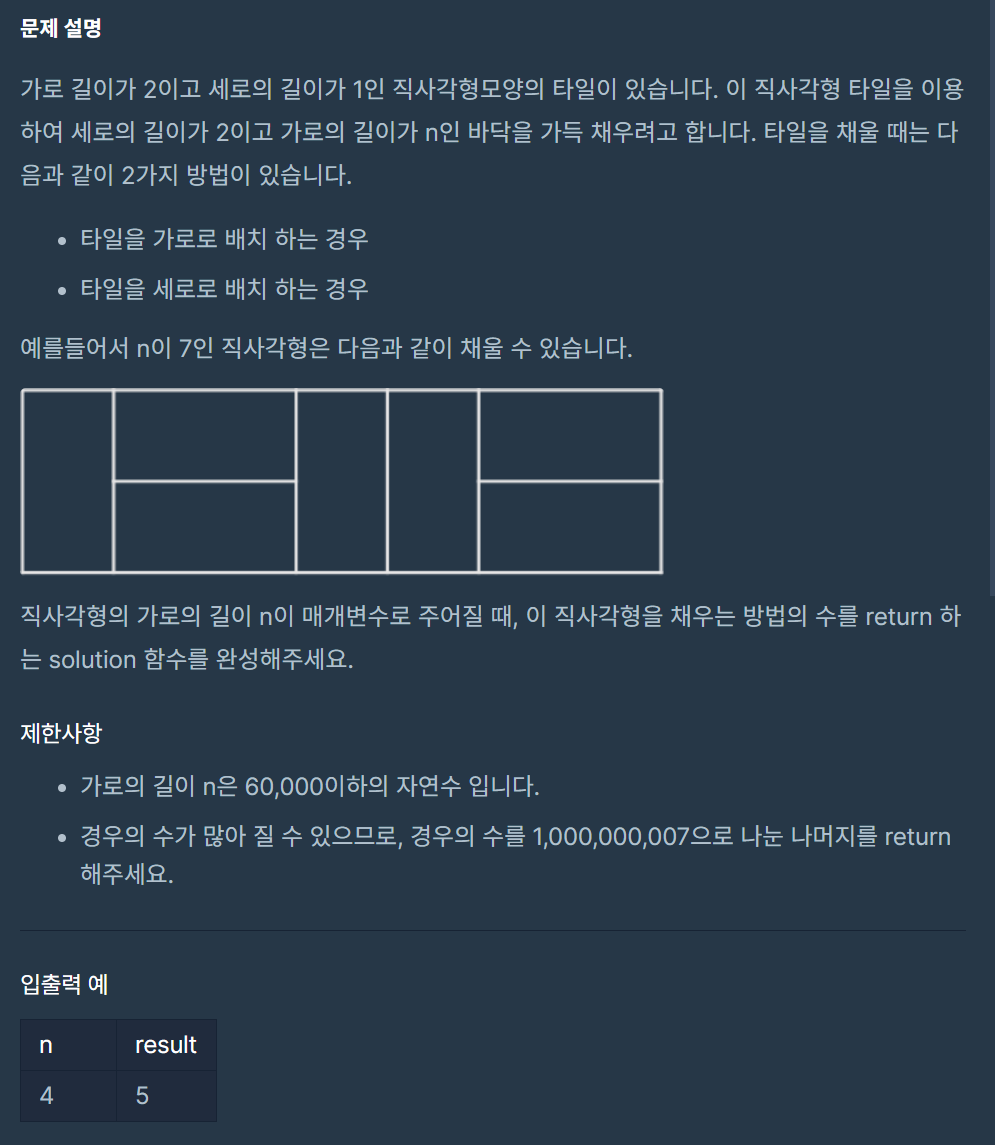 문제 설명
가로 길이가 2이고 세로의 길이가 1인 직사각형모양의 타일이 있습니다. 이 직사각형 타일을 이용
하여 세로의 길이가 2이고 가로의 길이가 n인 바닥을 가득 채우려고 합니다. 타일을 채울 때는 다
음과 같이 2가지 방법이 있습니다.
• 타일을 가로로 배치 하는 경우
• 타일을 세로로 배치 하는 경우
예를들어서 n이 7인 직사각형은 다음과 같이 채울 수 있습니다.
직사각형의 가로의 길이 n이 매개변수로 주어질 때, 이 직사각형을 채우는 방법의 수를 return 하
는 solution 함수를 완성해주세요.
제한사항
• 가로의 길이 n은 60,000이하의 자연수 입니다.
• 경우의 수가 많아 질 수 있으므로, 경우의 수를 1,000,000,007으로 나눈 나머지를 return
해주세요.
입출력 예
n result
4 5